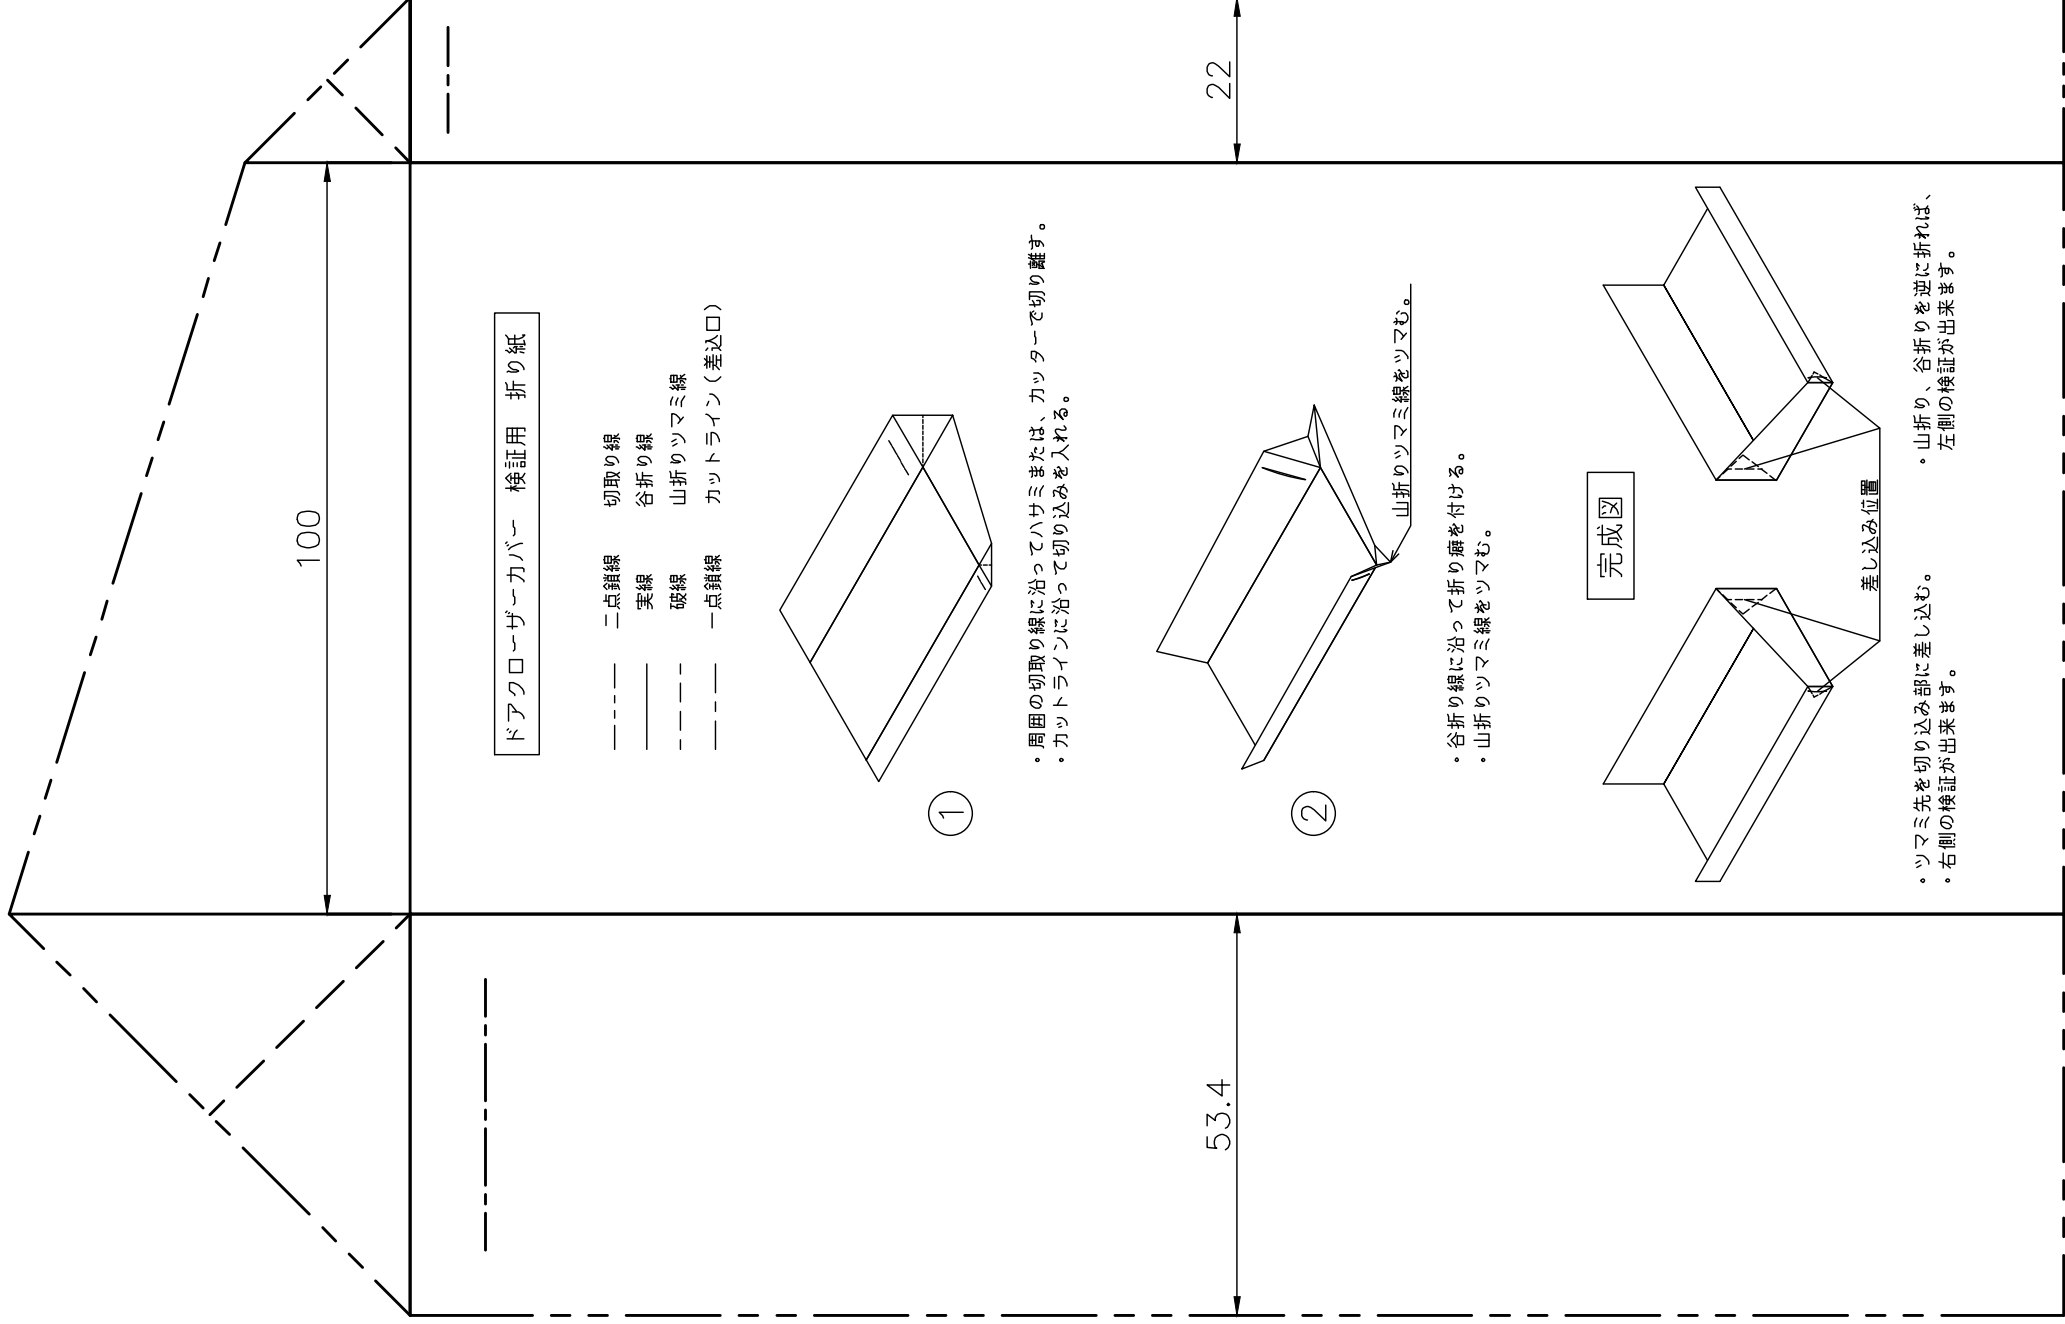 ドアクローザーカバー 検証用 折り紙
二点鎖線 切取り線
実線 谷折り線
破線 山折りツマミ線
一点鎖線 カットライン（差込口）
①
・周囲の切取り線に沿ってハサミまたは、カッターで切り離す。
・カットラインに沿って切り込みを入れる。
②
山折りツマミ線をツマむ。
・谷折り線に沿って折り癖を付ける。
・山折りツマミ線をツマむ。
完成図
差し込み位置
・ツマミ先を切り込み部に差し込む。
・右側の検証が出来ます。
・山折り、谷折りを逆に折れば、
左側の検証が出来ます。
100
53.4
22